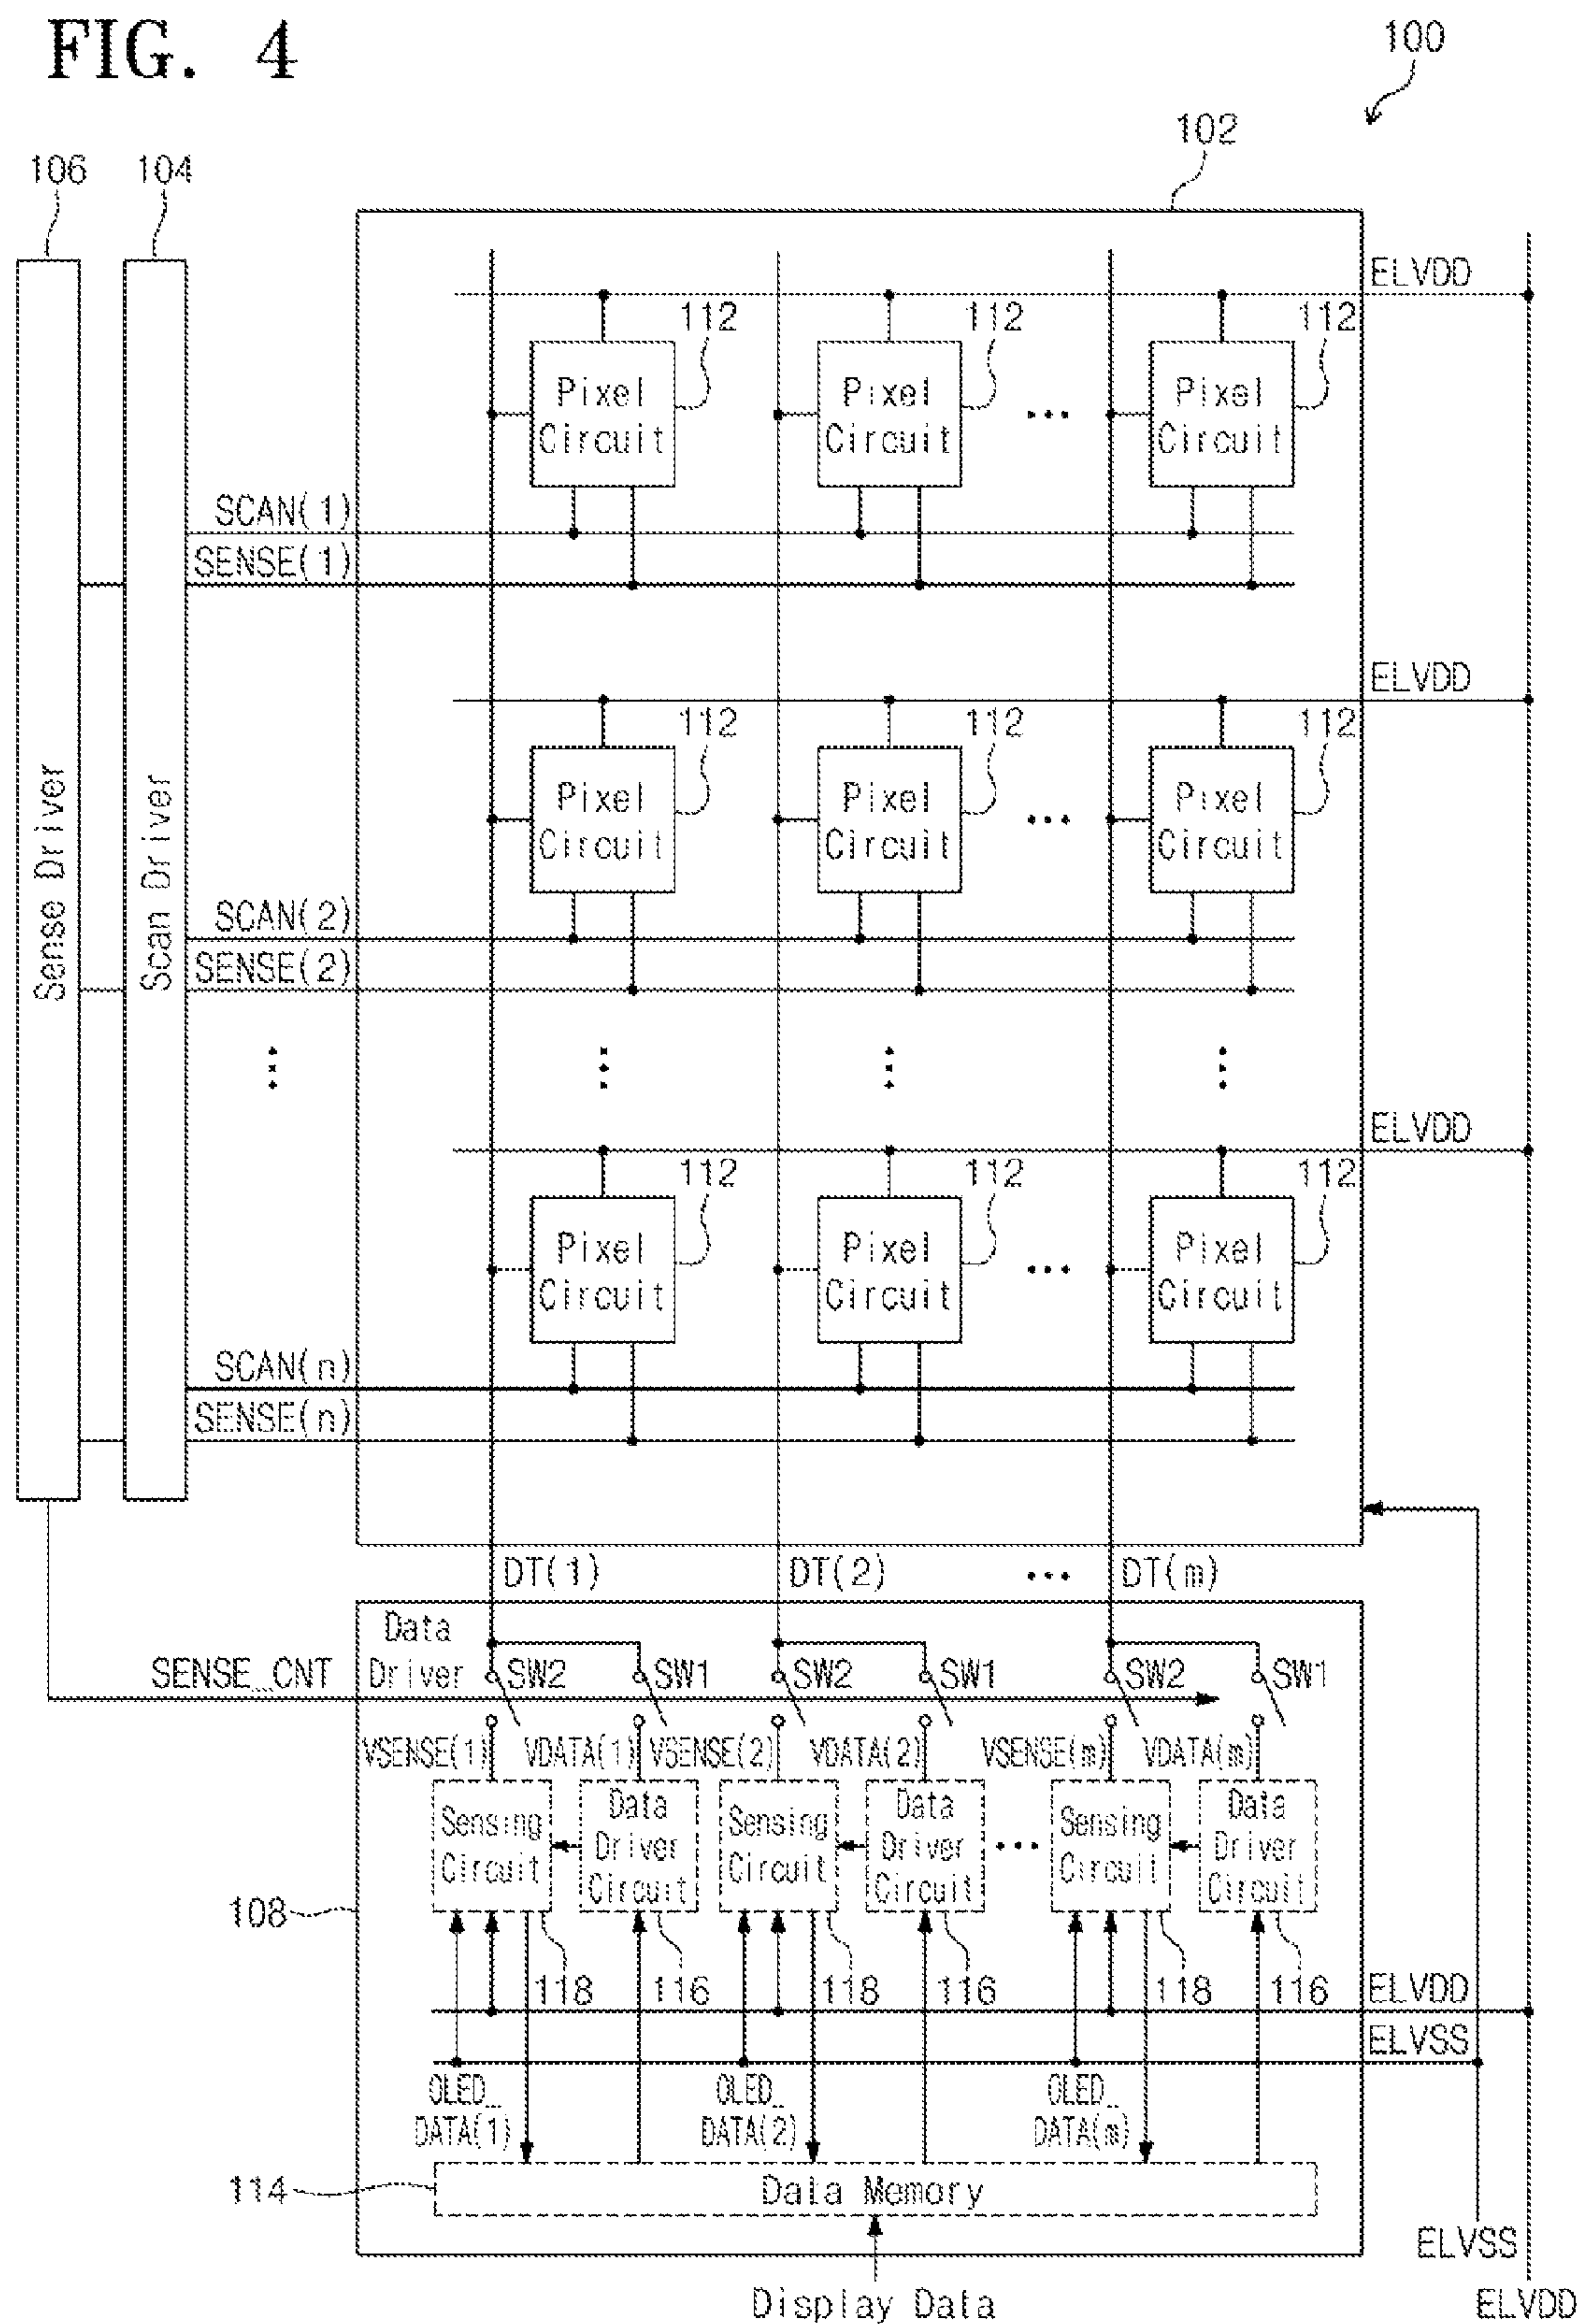 FIG. 4
100
102
106
104
ELVDD
112
112
112
Pixel
Circuit
Pixel
Circuit
...
Pixel
Circuit
SCAN(1)
SENSE(1)
ELVDD
112
112
112
Pixel
Circuit
Pixel
Circuit
...
Pixel
Circuit
Sense Driver
Scan Driver
SCAN(2)
SENSE(2)
ELVDD
112
112
112
Pixel
Circuit
Pixel
Circuit
...
Pixel
Circuit
SCAN(n)
SENSE(n)
DT(1)
DT(2)
...
DT(m)
Data
Driver
SENSE_CNT
SW2
SW1
SW2
SW1
SW2
SW1
VSENSE(1)
VDATA(1)
VSENSE(2)
VDATA(2)
VSENSE(m)
VDATA(m)
Sensing
Circuit
Data
Driver
Circuit
Sensing
Circuit
Data
Driver
Circuit
...
Sensing
Circuit
Data
Driver
Circuit
108
118
116
118
116
118
116
ELVDD
ELVSS
OLED_
DATA(1)
OLED_
DATA(2)
OLED_
DATA(m)
114
Data Memory
ELVSS
Display Data
ELVDD